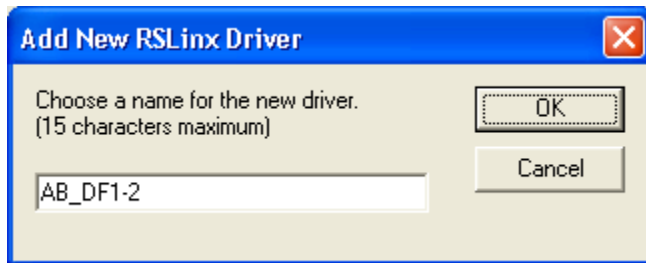 Add New RSLinx Driver
Choose a name for the new driver.
(15 characters maximum)
OK
AB_DF1-2
Cancel